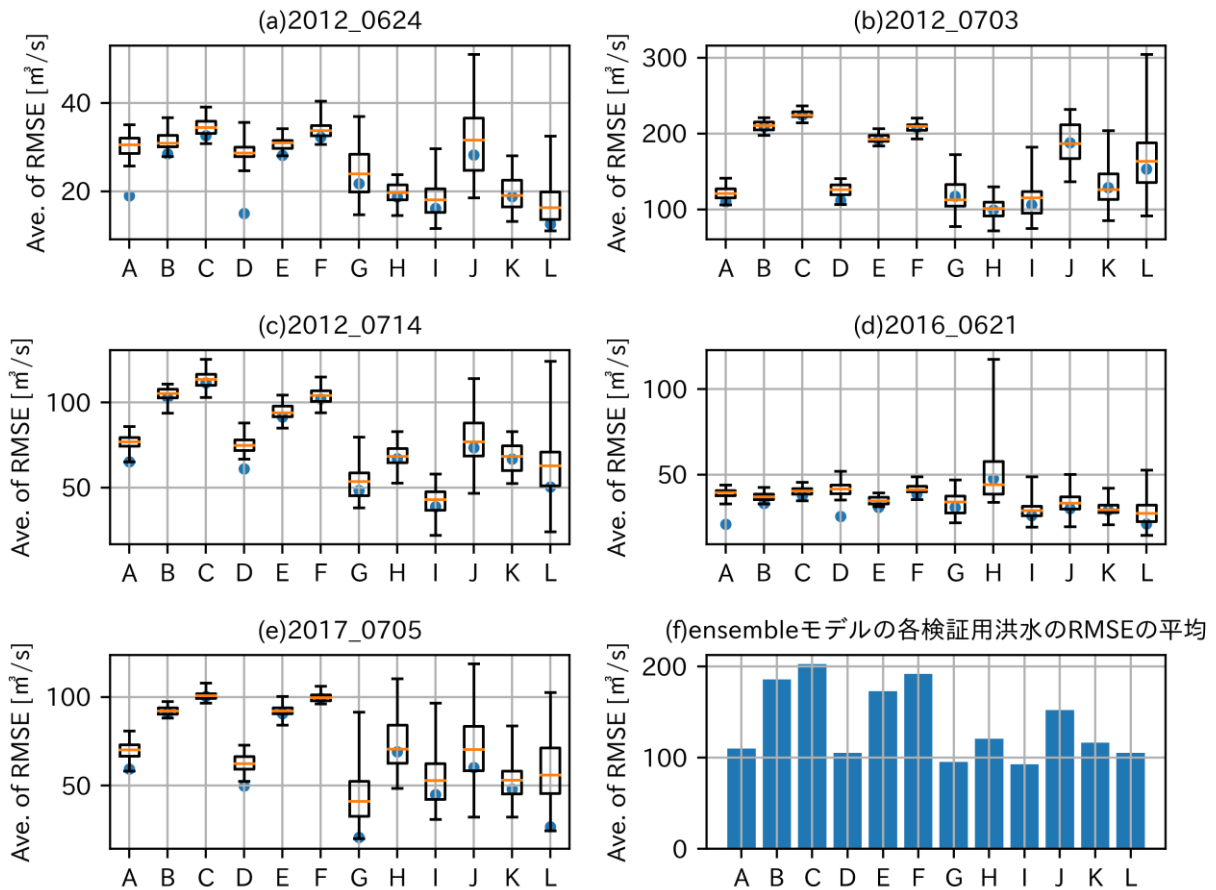 (a)2012_0624
Ave. of RMSE [㎥/s]
40
20
A B C D E F G H I J K L
(b)2012_0703
Ave. of RMSE [㎥/s]
300
200
100
A B C D E F G H I J K L
(c)2012_0714
Ave. of RMSE [㎥/s]
100
50
A B C D E F G H I J K L
(d)2016_0621
Ave. of RMSE [㎥/s]
100
50
A B C D E F G H I J K L
(e)2017_0705
Ave. of RMSE [㎥/s]
100
50
A B C D E F G H I J K L
(f)ensembleモデルの各検証用洪水のRMSEの平均
Ave. of RMSE [㎥/s]
200
100
0
A B C D E F G H I J K L